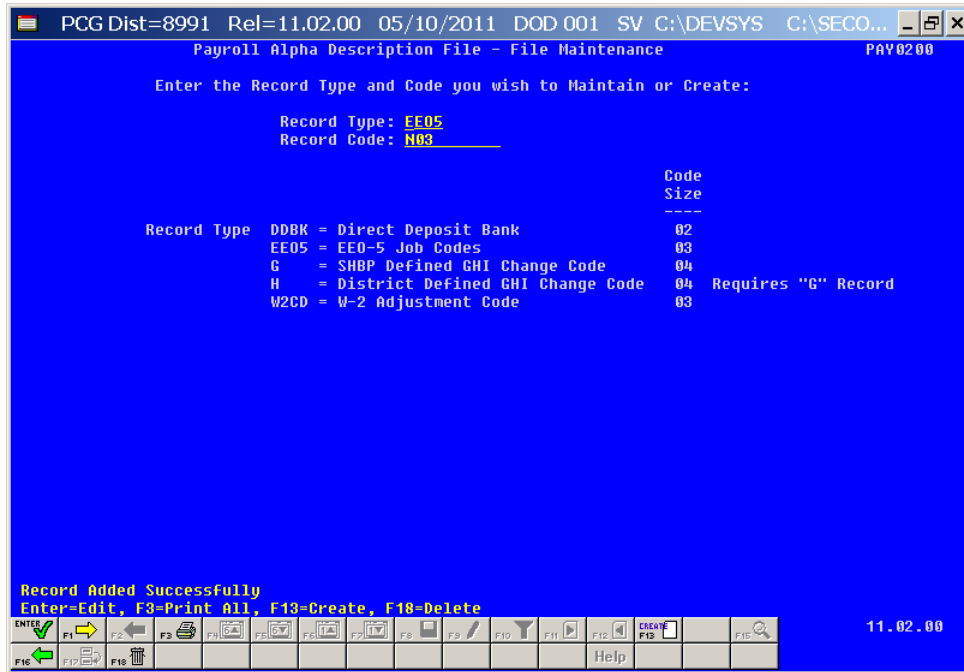 PCG Dist=8991 Rel=11.02.00 05/10/2011 DOD 001 SV C:\DEVSYS C:\SECO...
Payroll Alpha Description File - File Maintenance PAY0200
Enter the Record Type and Code you wish to Maintain or Create:
Record Type: EEO5
Record Code: N03
Code
Size
----
Record Type DDBK = Direct Deposit Bank 02
EEO5 = EEO-5 Job Codes 03
G = SHBP Defined GHI Change Code 04
H = District Defined GHI Change Code 04 Requires "G" Record
W2CD = W-2 Adjustment Code 03
Record Added Successfully
Enter=Edit, F3=Print All, F13=Create, F18=Delete
ENTER F1 F2 F3 F4 F5 F6 F7 F8 F9 F10 F11 F12 CREATE F13 F15 11.02.00
F16 F17 F18 Help